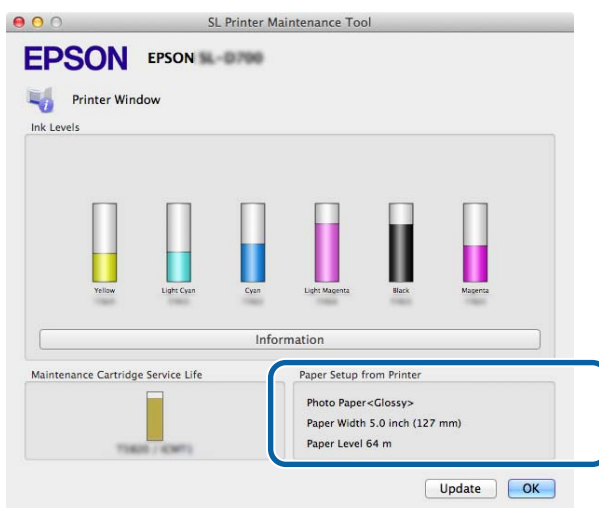 SL Printer Maintenance Tool
EPSON EPSON
Printer Window
Ink Levels
Yellow Light Cyan Cyan Light Magenta Black Magenta
Information
Maintenance Cartridge Service Life
Paper Setup from Printer
Photo Paper<Glossy>
Paper Width 5.0 inch (127 mm)
Paper Level 64 m
Update OK